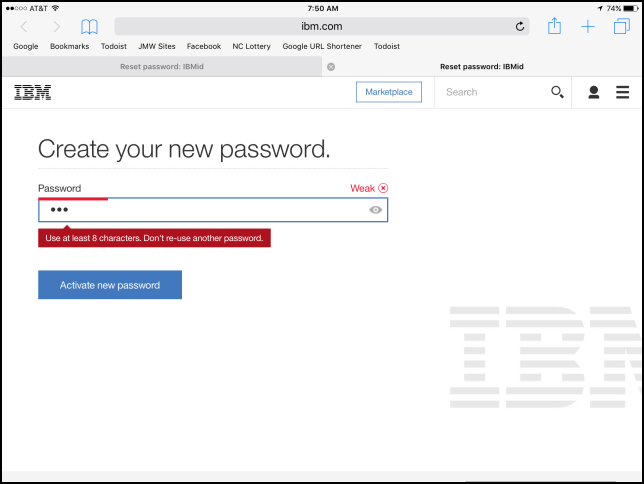 AT&T
7:50 AM
74%
ibm.com
Google Bookmarks Todoist JMW Sites Facebook NC Lottery Google URL Shortener Todoist
Reset password: IBMid
Reset password: IBMid
IBM
Marketplace
Search
Create your new password.
Password
Weak
Use at least 8 characters. Don't re-use another password.
Activate new password
IBM